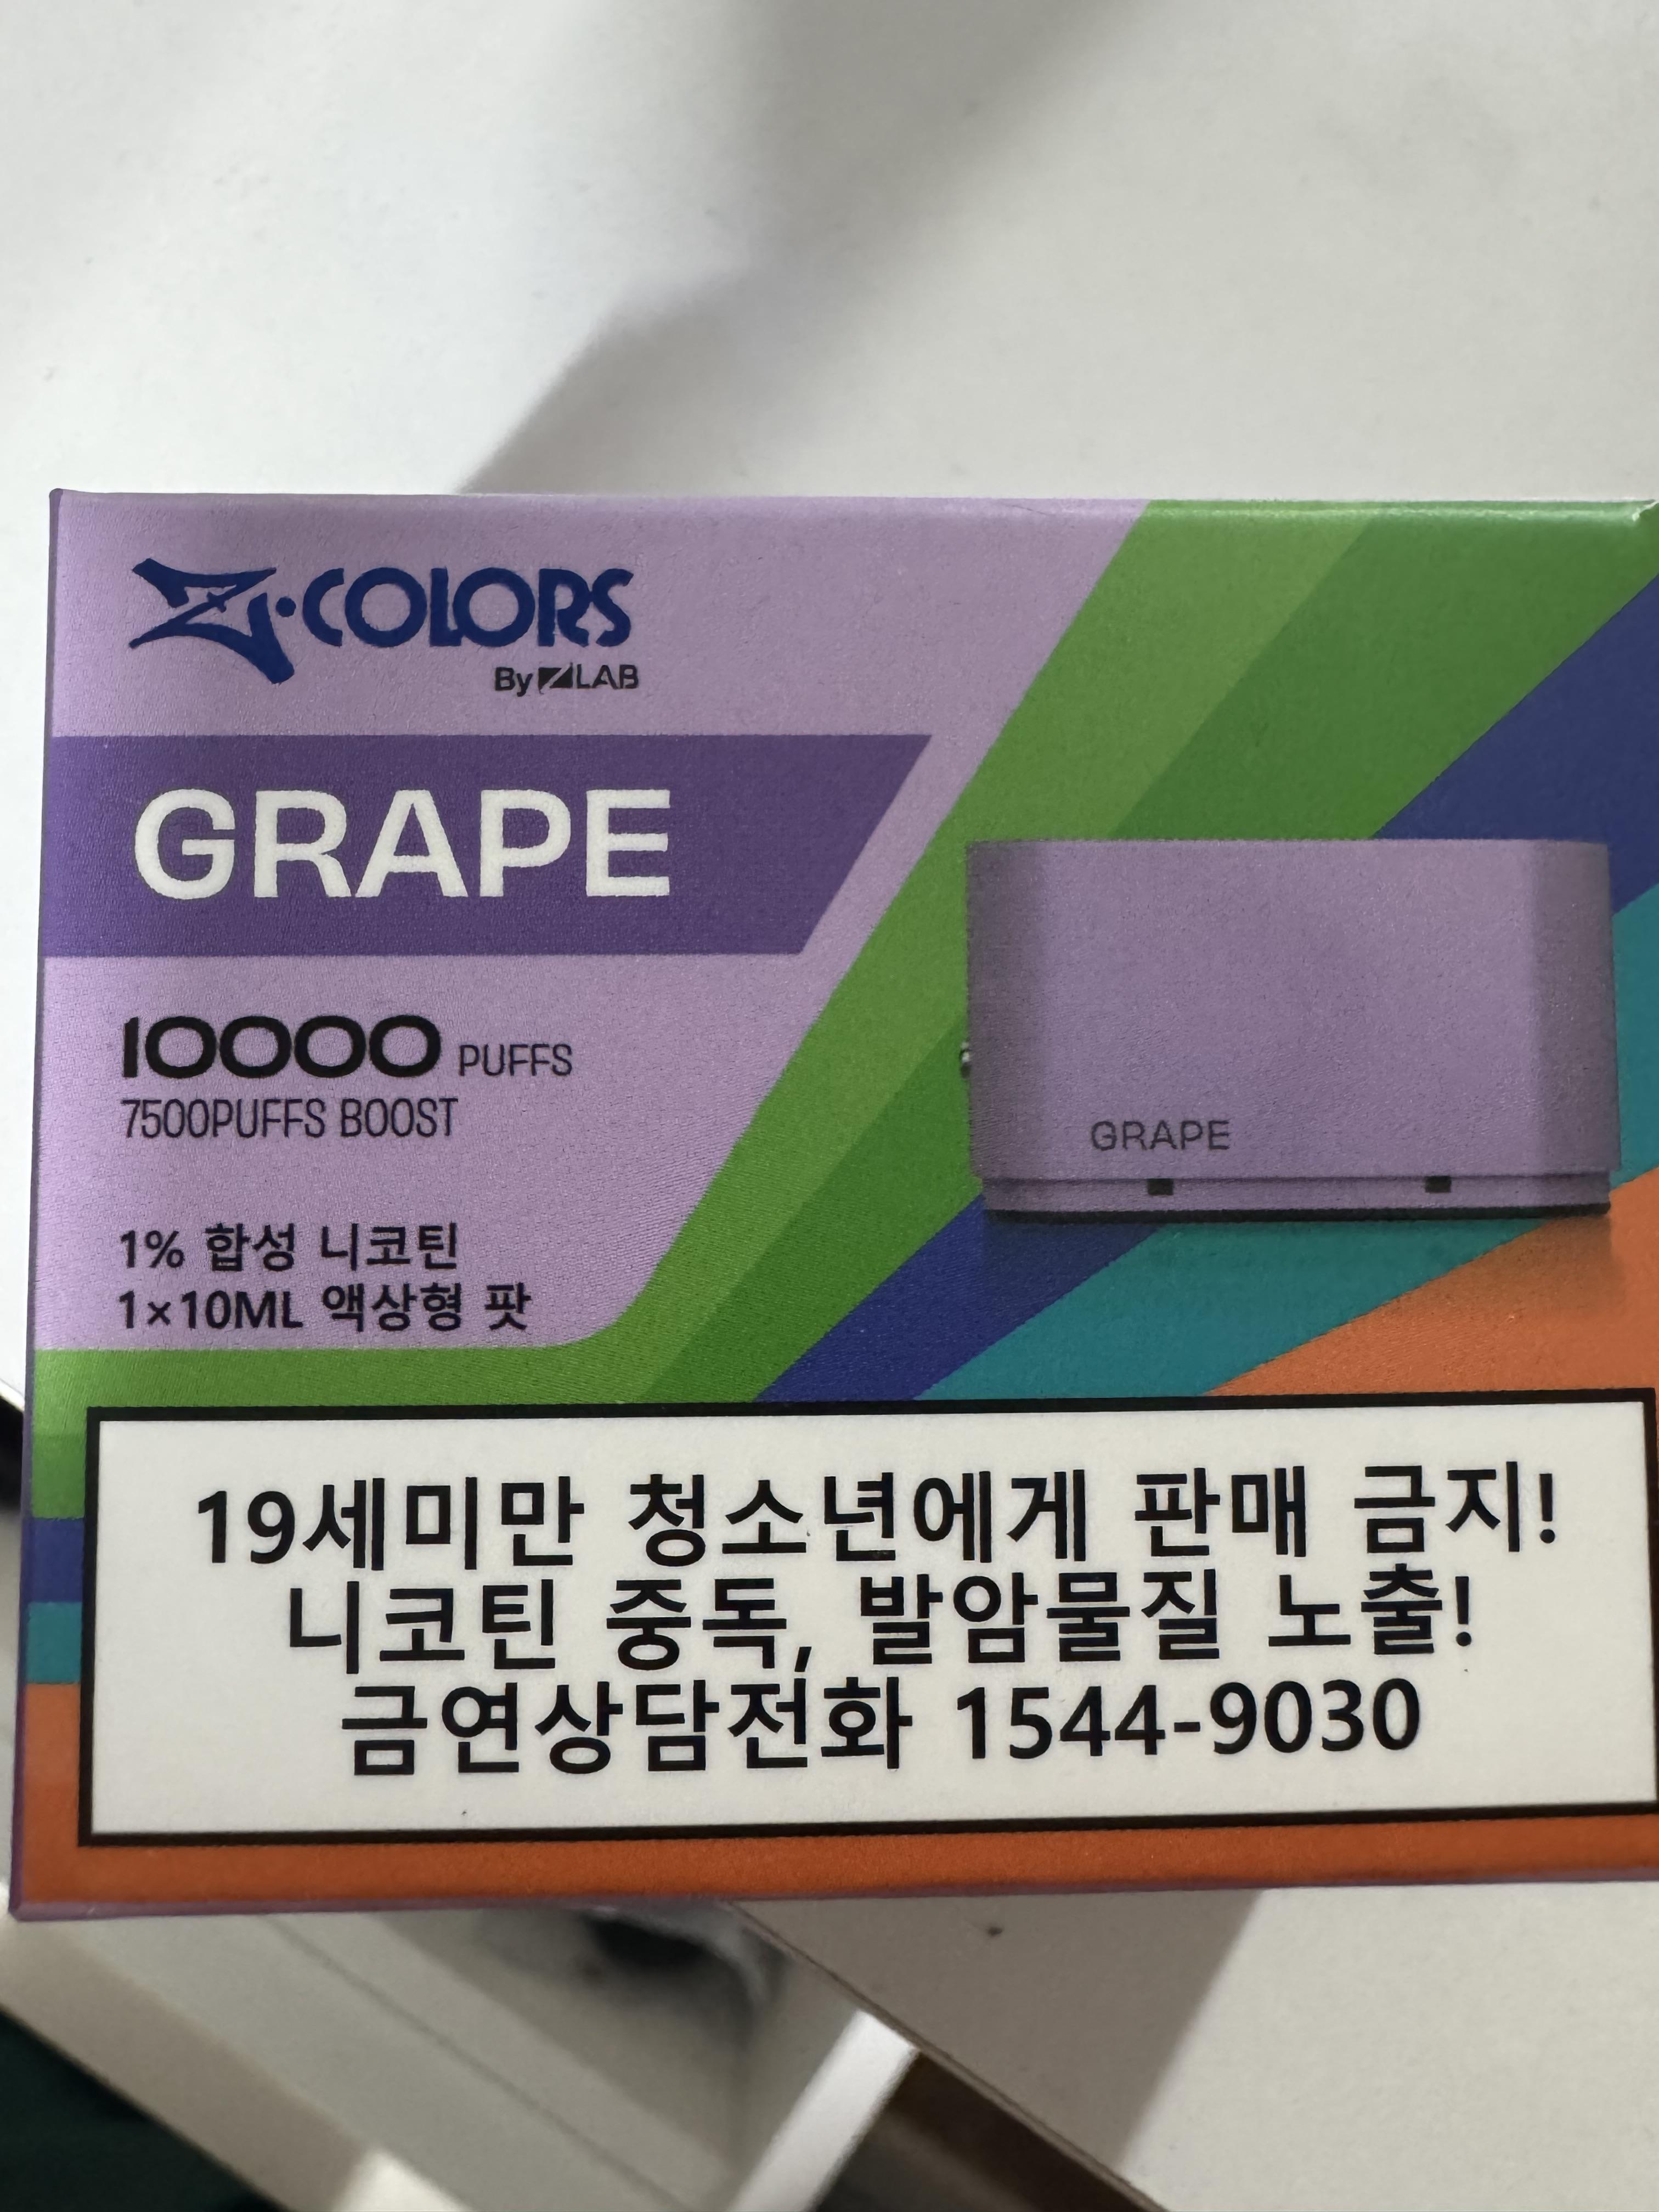 Z·COLORS
By ZLAB
GRAPE
10000 PUFFS
7500PUFFS BOOST
1% 합성 니코틴
1×10ML 액상형 팟
GRAPE
19세미만 청소년에게 판매 금지!
니코틴 중독, 발암물질 노출!
금연상담전화 1544-9030